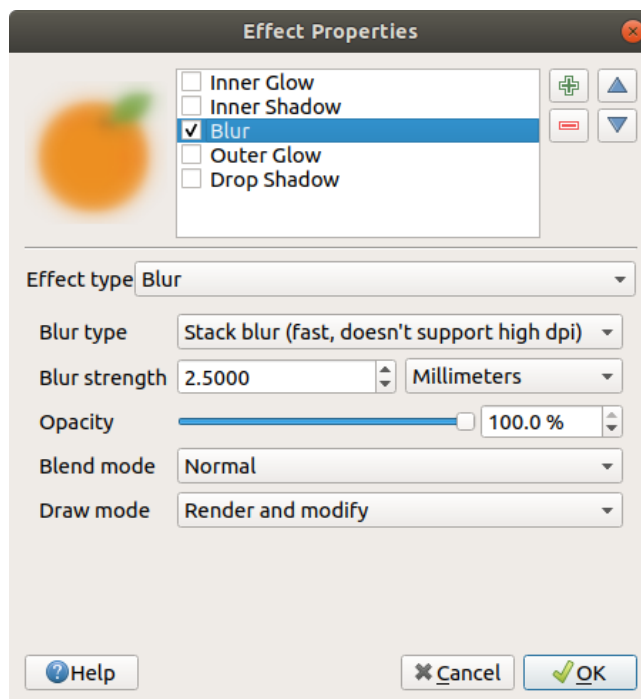 Effect Properties
Inner Glow
Inner Shadow
Blur
Outer Glow
Drop Shadow
Effect type Blur
Blur type Stack blur (fast, doesn't support high dpi)
Blur strength 2.5000 Millimeters
Opacity 100.0 %
Blend mode Normal
Draw mode Render and modify
Help Cancel OK